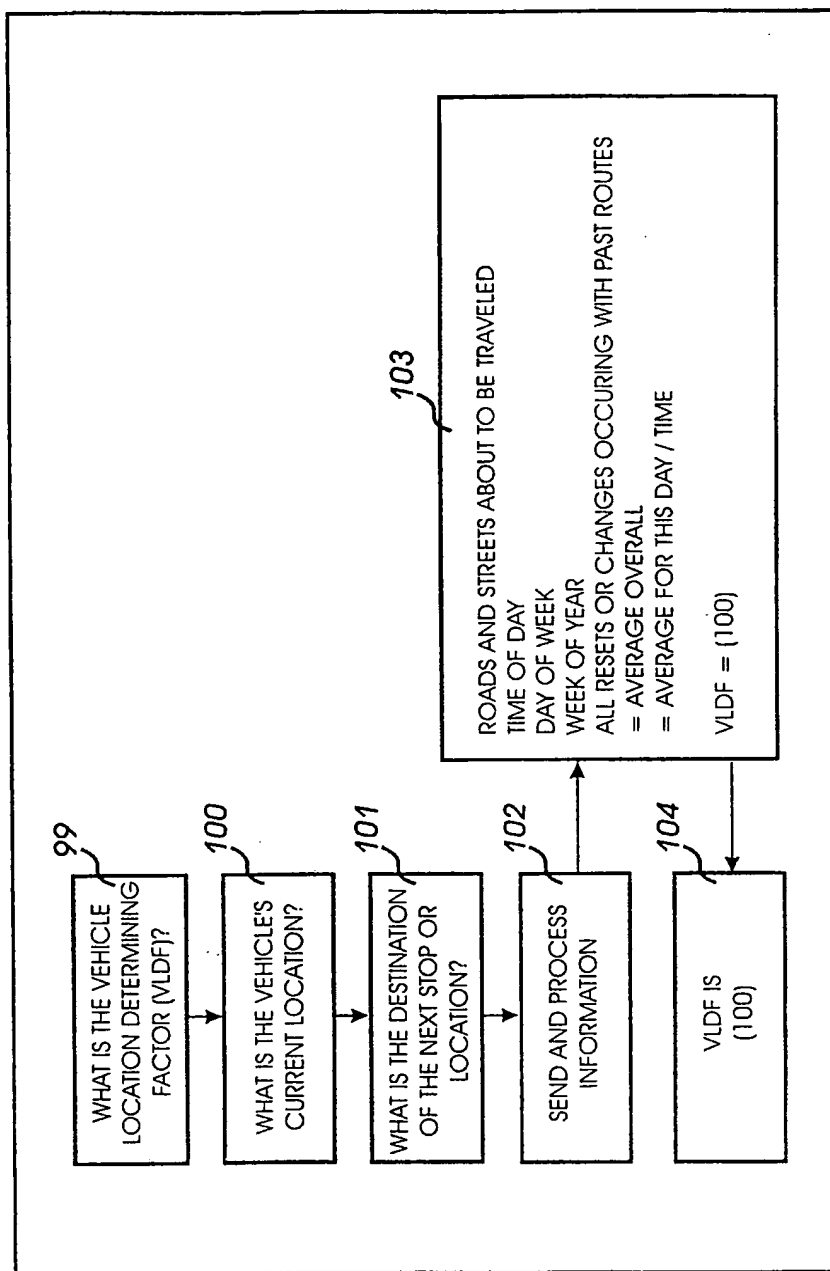 99
WHAT IS THE VEHICLE
LOCATION DETERMINING
FACTOR (VLDF)?
100
WHAT IS THE VEHICLE'S
CURRENT LOCATION?
101
WHAT IS THE DESTINATION
OF THE NEXT STOP OR
LOCATION?
102
SEND AND PROCESS
INFORMATION
103
ROADS AND STREETS ABOUT TO BE TRAVELED
TIME OF DAY
DAY OF WEEK
WEEK OF YEAR
ALL RESETS OR CHANGES OCCURING WITH PAST ROUTES
= AVERAGE OVERALL
= AVERAGE FOR THIS DAY / TIME
VLDF = (100)
104
VLDF IS
(100)